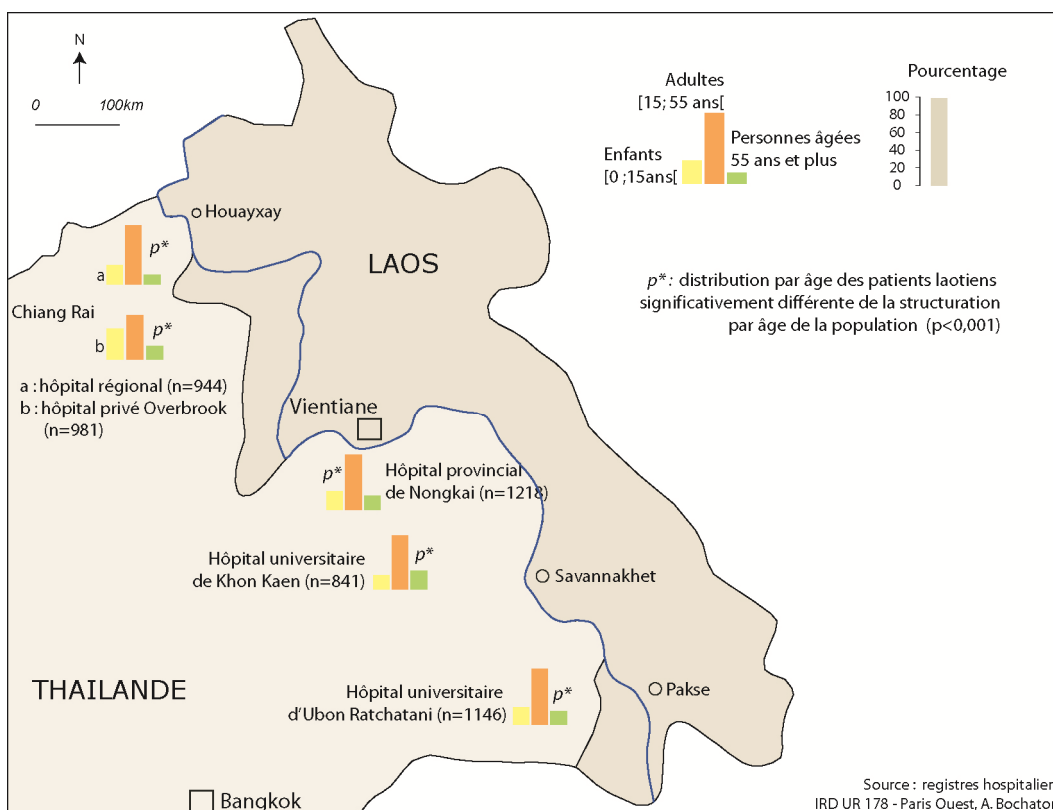 N
0 100km
Adultes
[15; 55 ans[
Enfants
[0 ;15ans[
Personnes âgées
55 ans et plus
Pourcentage
100
80
60
40
20
0
Houayxay
LAOS
p* : distribution par âge des patients laotiens
significativement différente de la structuration
par âge de la population (p<0,001)
a
p*
Chiang Rai
b
p*
a : hôpital régional (n=944)
b : hôpital privé Overbrook
(n=981)
Vientiane
p*
Hôpital provincial
de Nongkai (n=1218)
Hôpital universitaire
de Khon Kaen (n=841)
p*
Savannakhet
THAILANDE
Hôpital universitaire
d'Ubon Ratchatani (n=1146)
p*
Pakse
Bangkok
Source : registres hospitalier
IRD UR 178 - Paris Ouest, A. Bochaton